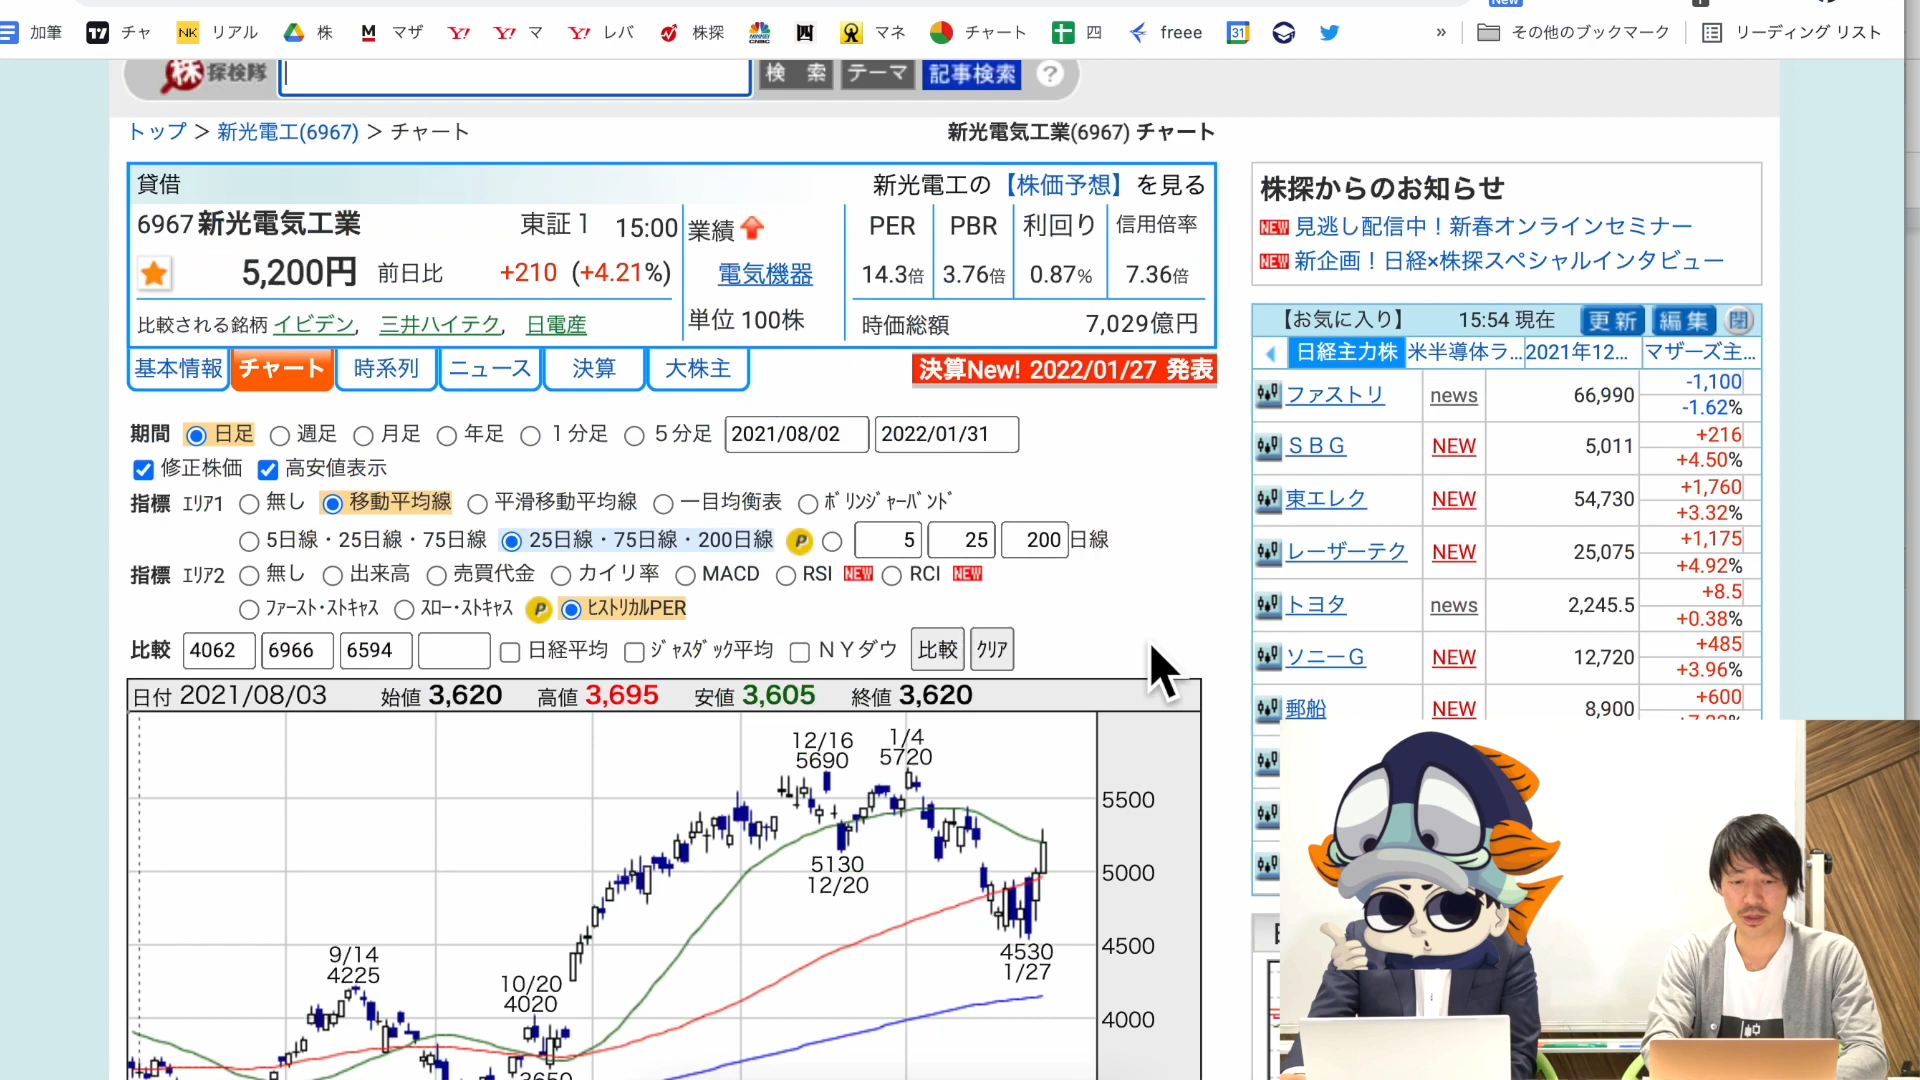 New
加筆 チャ NK リアル 株 M マザ Y! Y! マ Y! レバ 株探 CNBC 四 マネ チャート 四 freee 31 » その他のブックマーク リーディング リスト
株 探検隊 検 索 テーマ 記事検索 ?
トップ > 新光電工(6967) > チャート 新光電気工業(6967) チャート
貸借 新光電工の【株価予想】を見る
6967 新光電気工業 東証１ 15:00 業績 PER PBR 利回り 信用倍率
5,200円 前日比 +210 (+4.21%) 電気機器 14.3倍 3.76倍 0.87% 7.36倍
比較される銘柄 イビデン, 三井ハイテク, 日電産 単位 100株 時価総額 7,029億円
基本情報 チャート 時系列 ニュース 決算 大株主 決算New! 2022/01/27 発表
期間 日足 週足 月足 年足 １分足 ５分足 2021/08/02 2022/01/31
修正株価 高安値表示
指標 ｴﾘｱ1 無し 移動平均線 平滑移動平均線 一目均衡表 ﾎﾞﾘﾝｼﾞｬｰﾊﾞﾝﾄﾞ
5日線・25日線・75日線 25日線・75日線・200日線 P 5 25 200 日線
指標 ｴﾘｱ2 無し 出来高 売買代金 カイリ率 MACD RSI NEW RCI NEW
ﾌｧｰｽﾄ･ｽﾄｷｬｽ ｽﾛｰ･ｽﾄｷｬｽ P ﾋｽﾄﾘｶﾙPER
比較 4062 6966 6594 日経平均 ｼﾞｬｽﾀﾞｯｸ平均 ＮＹダウ 比較 ｸﾘｱ
日付 2021/08/03 始値 3,620 高値 3,695 安値 3,605 終値 3,620
12/16
5690
1/4
5720
5500
5130
12/20
5000
9/14
4225
10/20
4020
4530
1/27
4500
4000
3650
株探からのお知らせ
NEW 見逃し配信中！新春オンラインセミナー
NEW 新企画！日経×株探スペシャルインタビュー
【お気に入り】 15:54 現在 更新 編集 閉
日経主力株 米半導体ラ... 2021年12... マザーズ主...
ファストリ news 66,990 -1,100
-1.62%
ＳＢＧ NEW 5,011 +216
+4.50%
東エレク NEW 54,730 +1,760
+3.32%
レーザーテク NEW 25,075 +1,175
+4.92%
トヨタ news 2,245.5 +8.5
+0.38%
ソニーＧ NEW 12,720 +485
+3.96%
郵船 NEW 8,900 +600